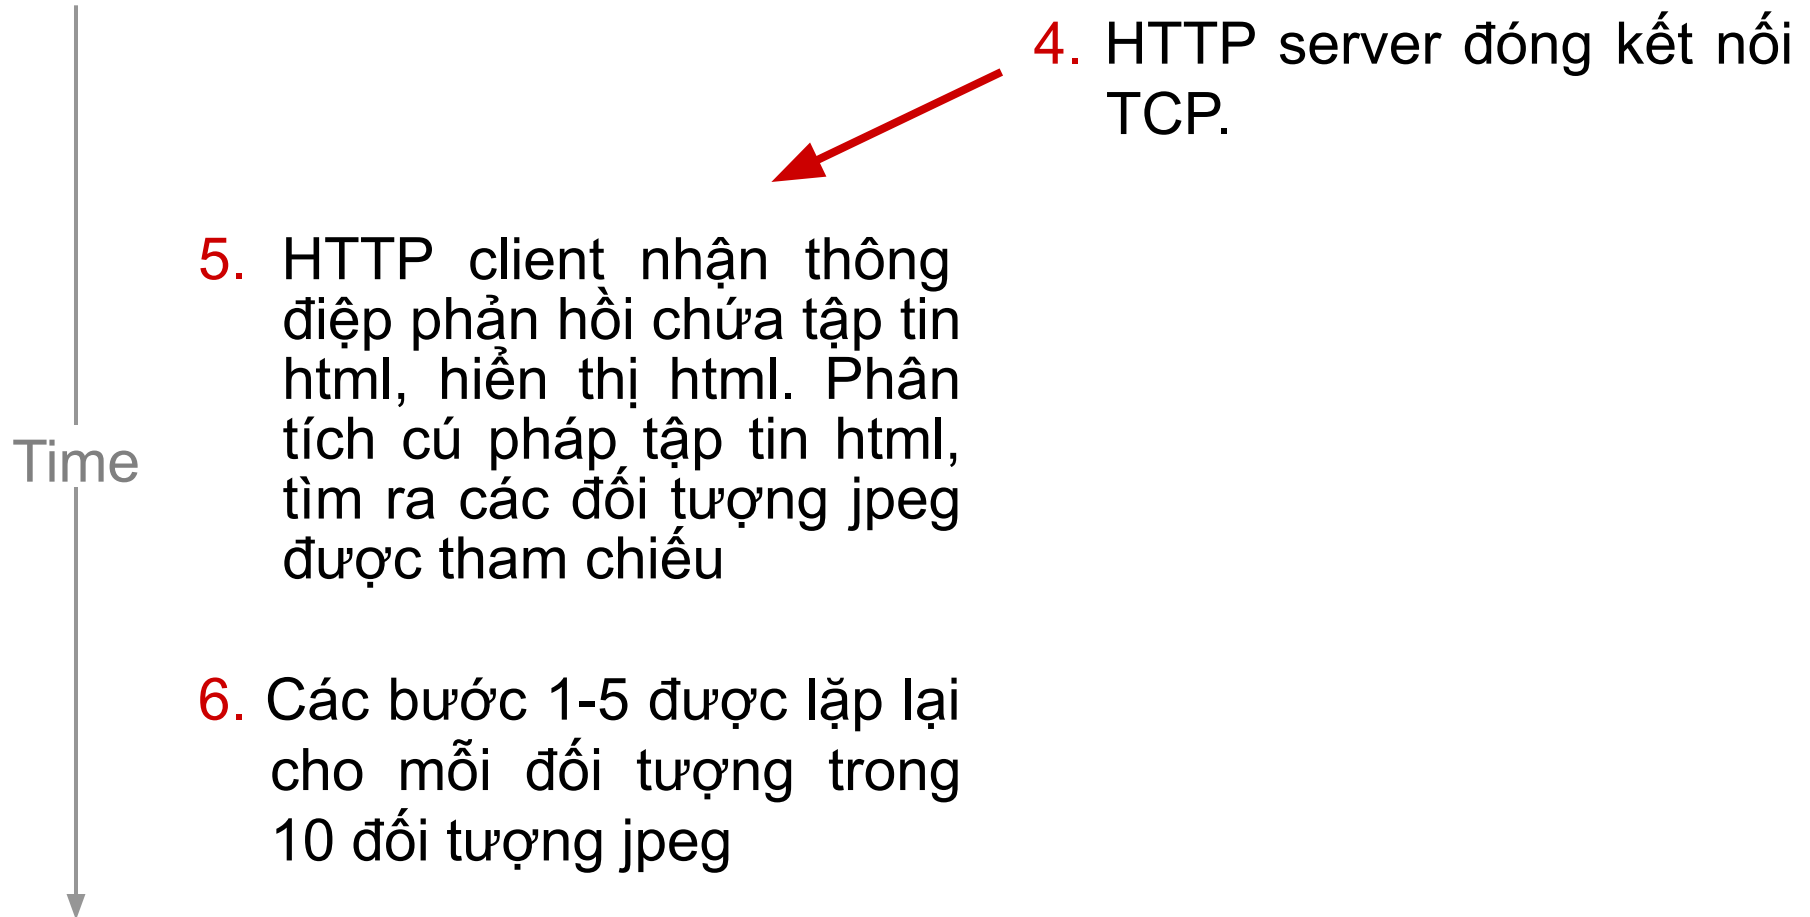 4. HTTP server đóng kết nối
TCP.
5. HTTP client nhận thông
điệp phản hồi chứa tập tin
html, hiển thị html. Phân
tích cú pháp tập tin html,
tìm ra các đối tượng jpeg
được tham chiếu
Time
6. Các bước 1-5 được lặp lại
cho mỗi đối tượng trong
10 đối tượng jpeg